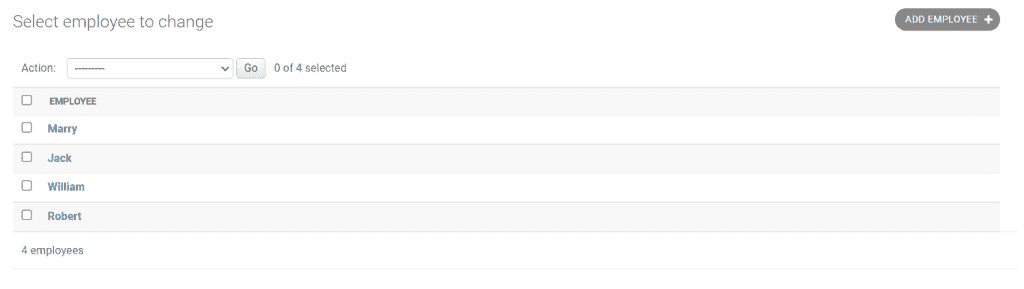 Select employee to change
ADD EMPLOYEE +
Action: --------- Go 0 of 4 selected
EMPLOYEE
Marry
Jack
William
Robert
4 employees